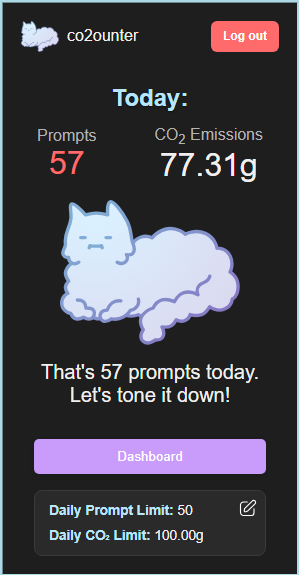 co2ounter
Log out
Today:
Prompts
CO₂ Emissions
57
77.31g
That's 57 prompts today.
Let's tone it down!
Dashboard
Daily Prompt Limit: 50
Daily CO₂ Limit: 100.00g